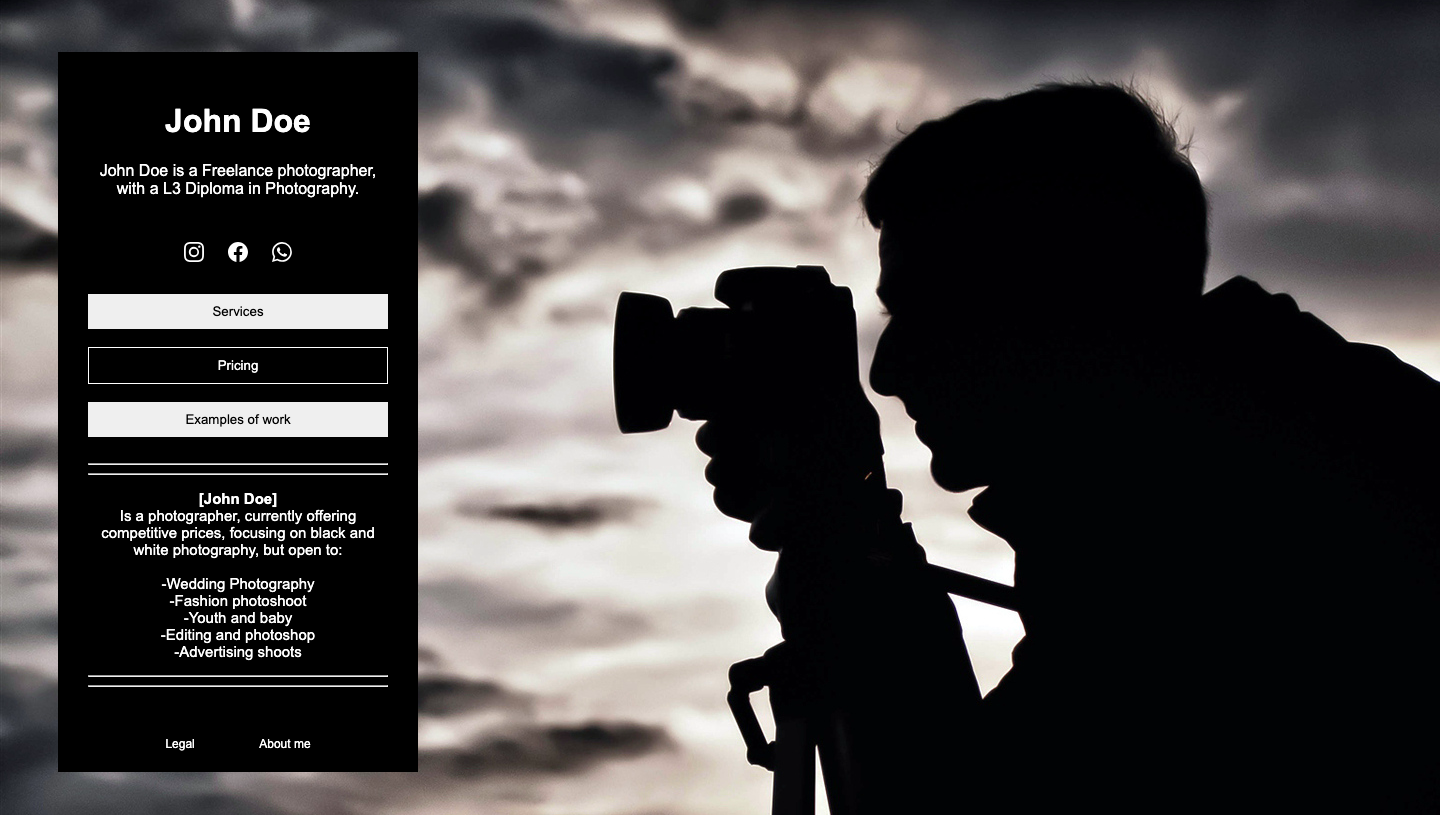 John Doe
John Doe is a Freelance photographer,
with a L3 Diploma in Photography.
Services
Pricing
Examples of work
[John Doe]
Is a photographer, currently offering
competitive prices, focusing on black and
white photography, but open to:
-Wedding Photography
-Fashion photoshoot
-Youth and baby
-Editing and photoshop
-Advertising shoots
Legal
About me